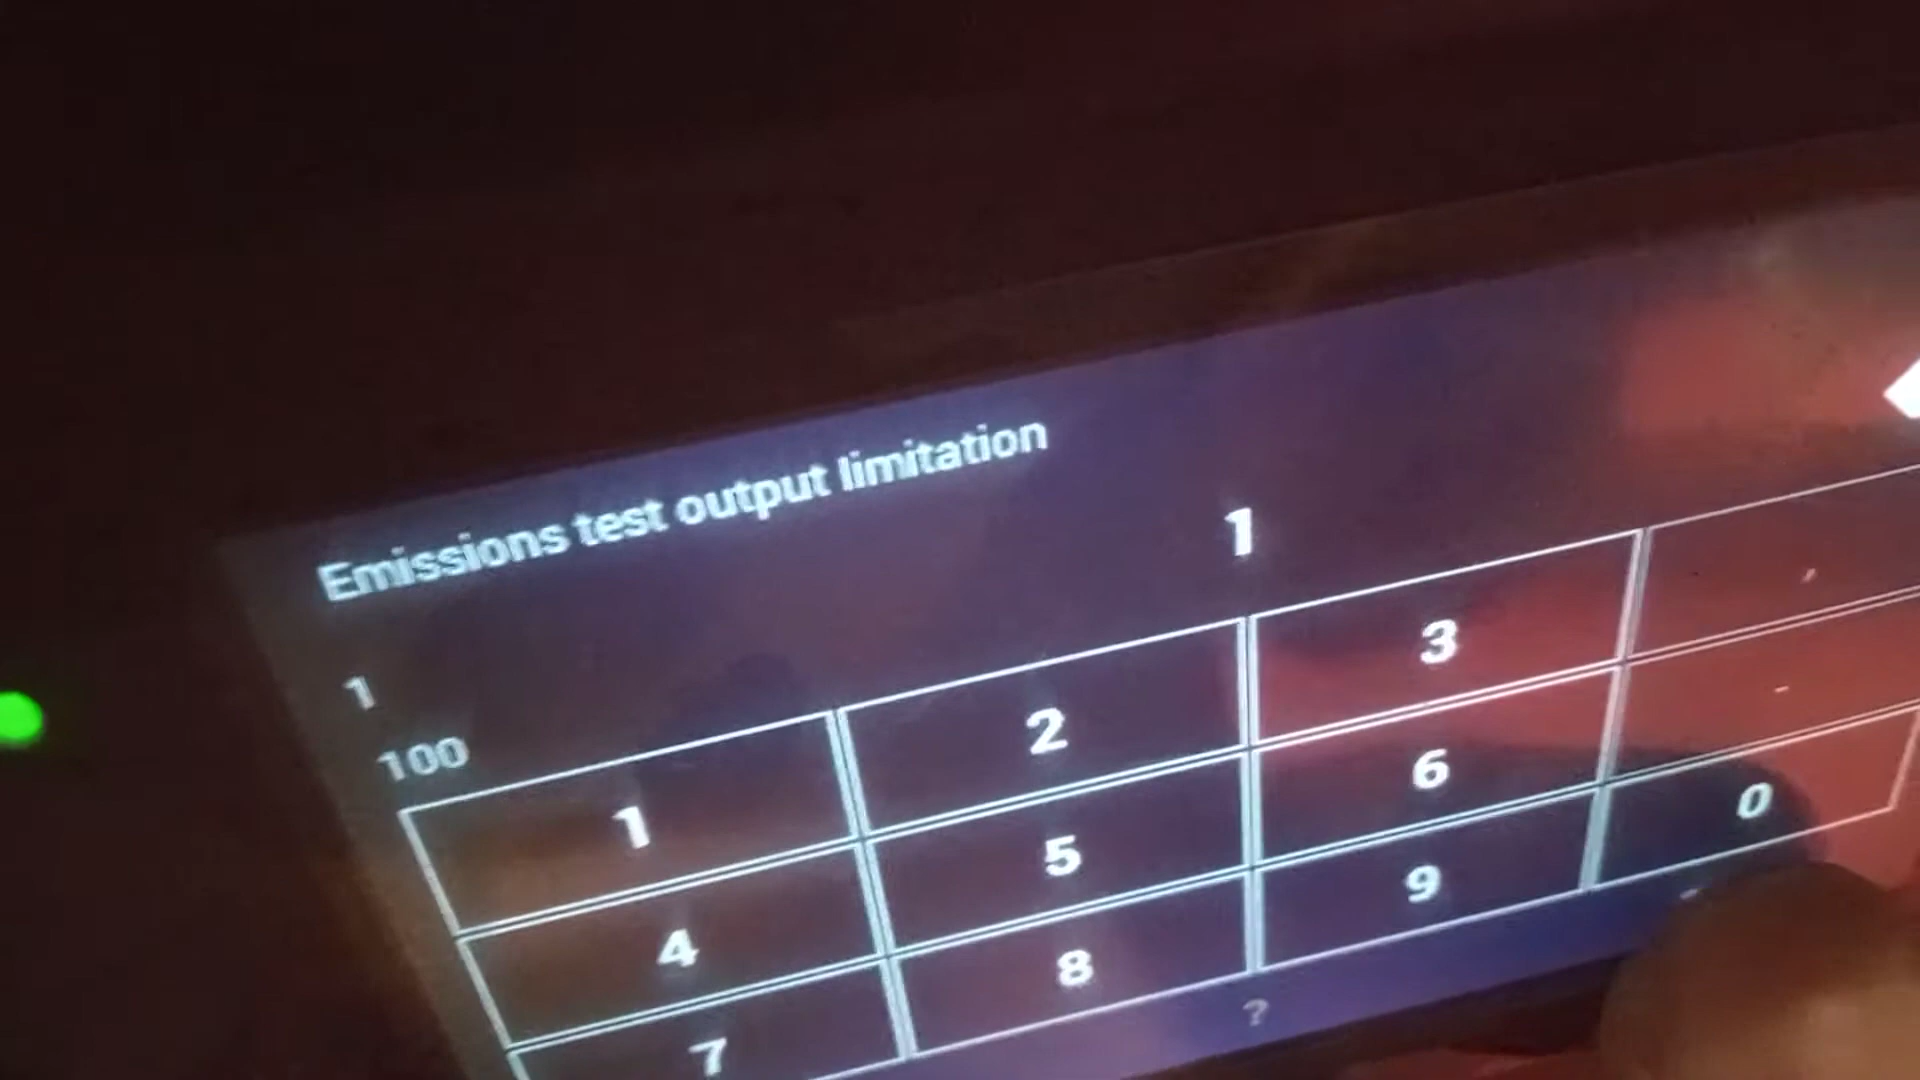 Emissions test output limitation
1
1
100
1 2 3 ,
4 5 6 -
7 8 9 0
?